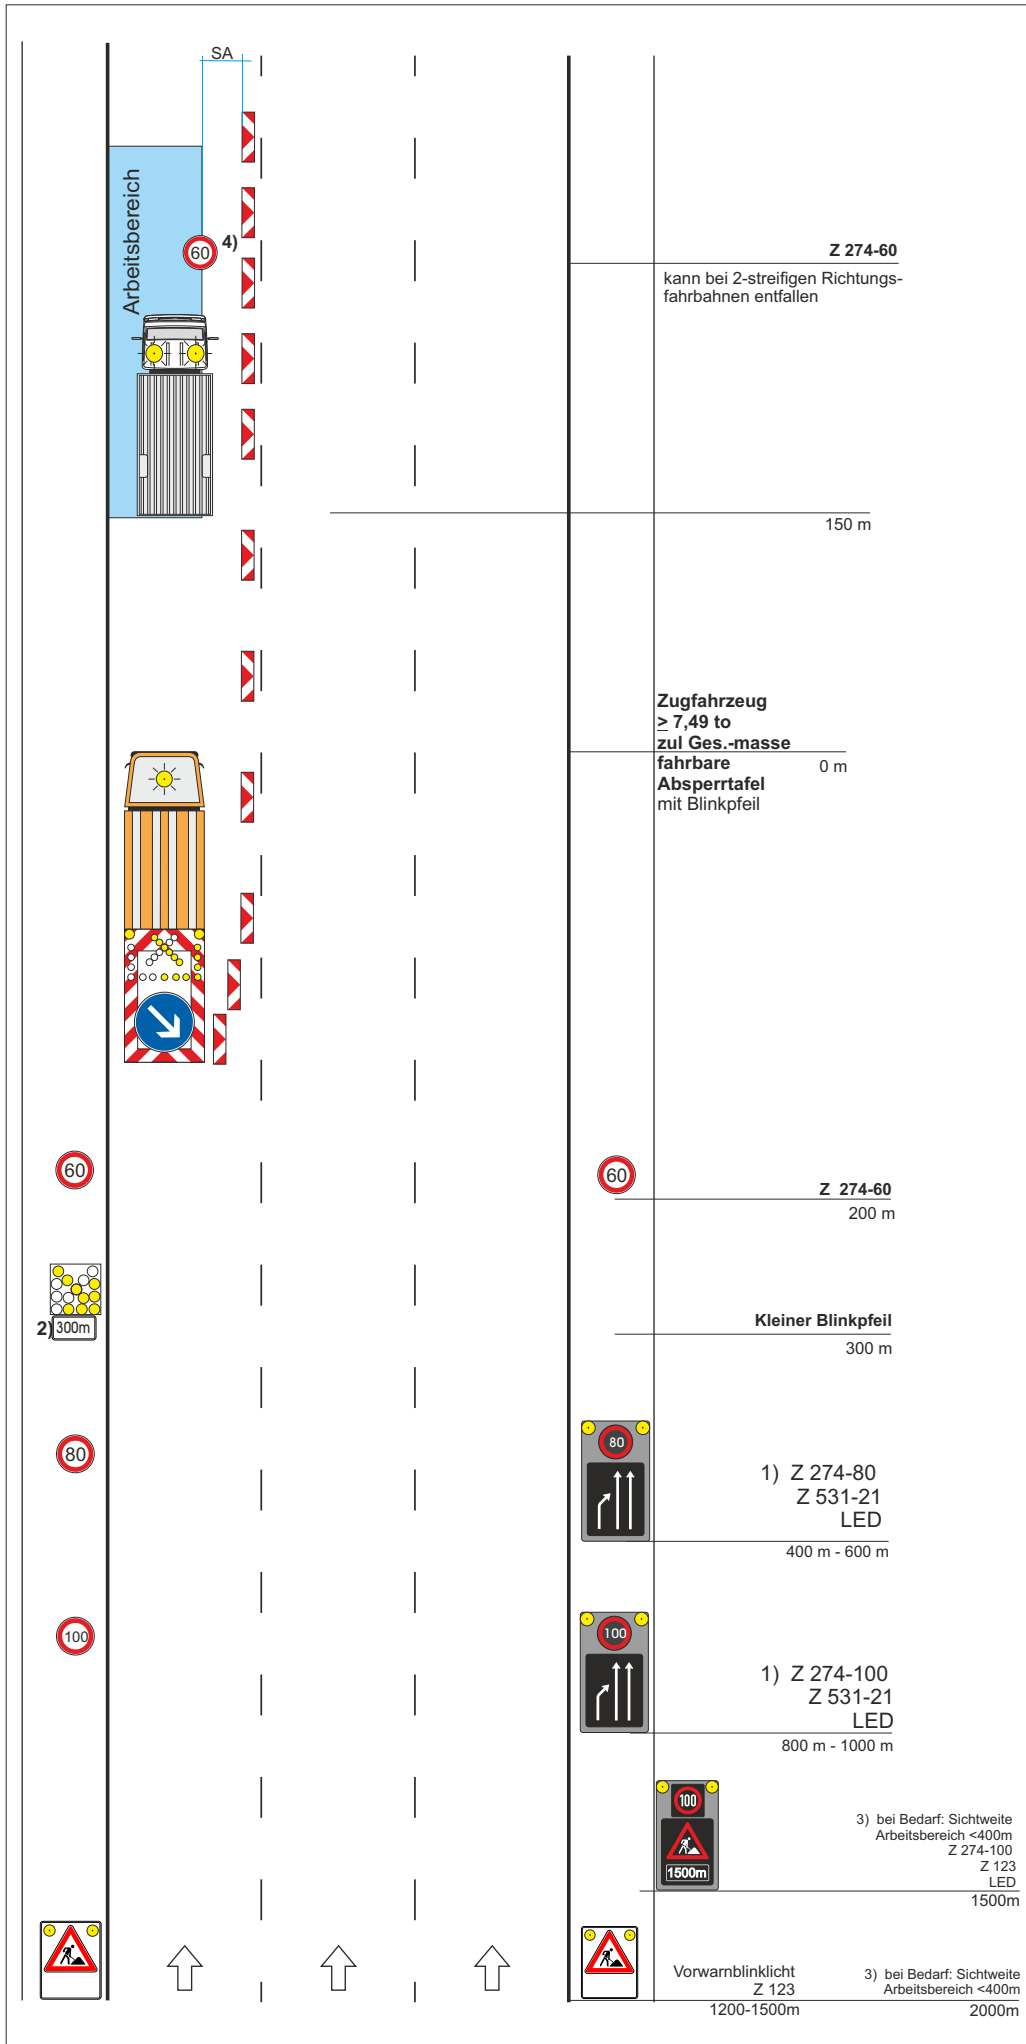 SA
Arbeitsbereich
60
4)
Z 274-60
kann bei 2-streifigen Richtungs-
fahrbahnen entfallen
150 m
Zugfahrzeug
≥ 7,49 to
zul Ges.-masse
fahrbare
Absperrtafel
mit Blinkpfeil
0 m
60
60
Z 274-60
200 m
2)
300m
Kleiner Blinkpfeil
300 m
80
80
1) Z 274-80
Z 531-21
LED
400 m - 600 m
100
100
1) Z 274-100
Z 531-21
LED
800 m - 1000 m
100
1500m
3) bei Bedarf: Sichtweite
Arbeitsbereich <400m
Z 274-100
Z 123
LED
1500m
Vorwarnblinklicht
Z 123
1200-1500m
3) bei Bedarf: Sichtweite
Arbeitsbereich <400m
2000m